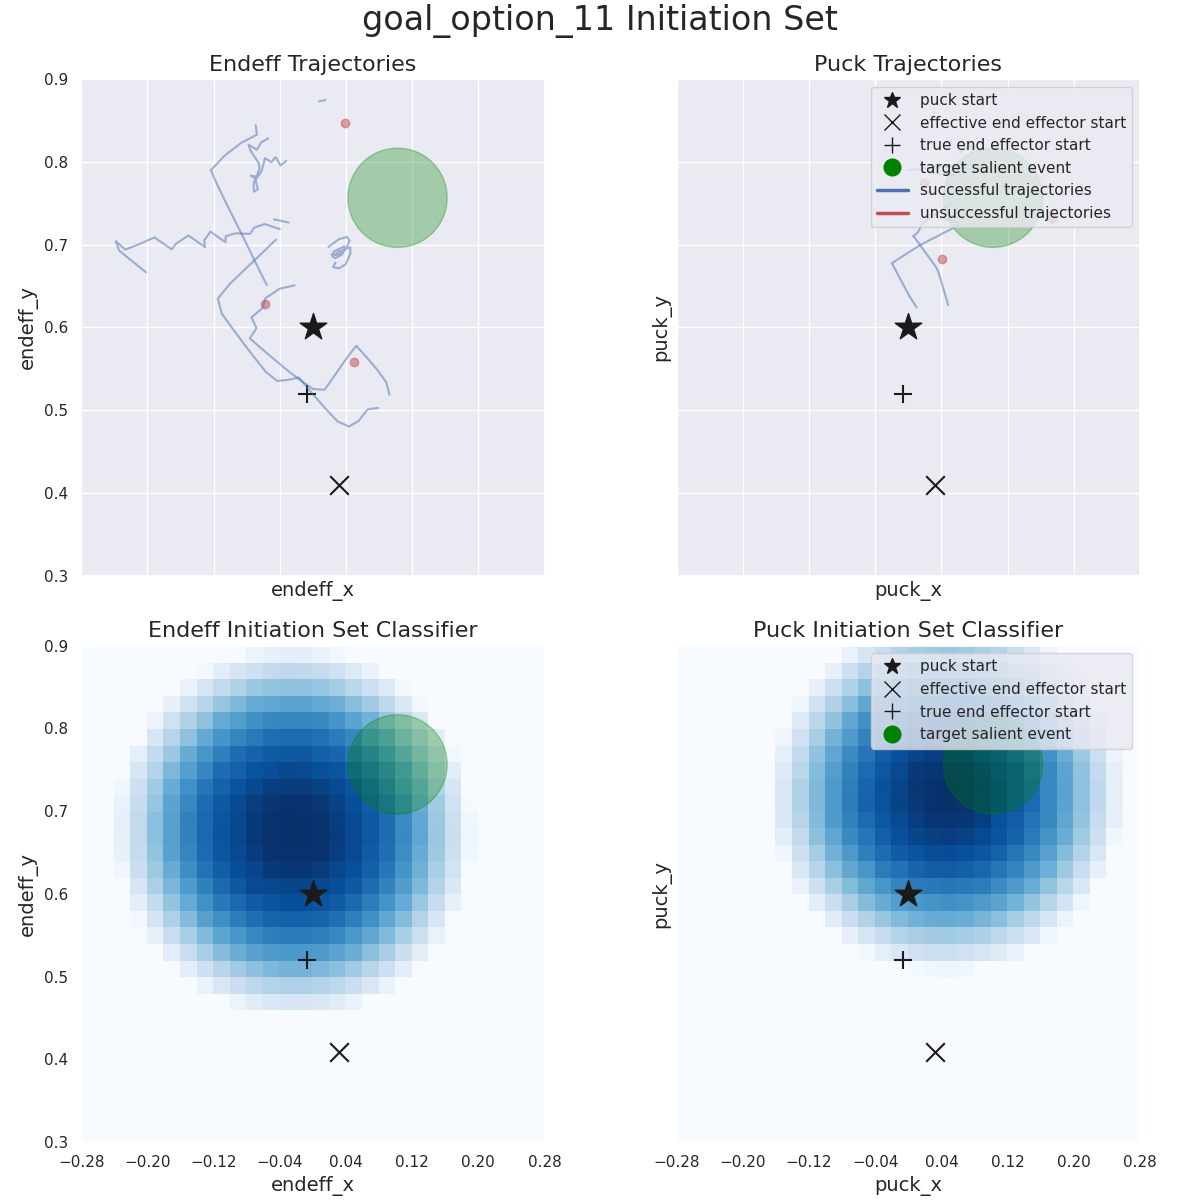 goal_option_11 Initiation Set
Endeff Trajectories
0.9
0.8
0.7
0.6
0.5
0.4
0.3
endeff_y
endeff_x
Puck Trajectories
puck start
effective end effector start
true end effector start
target salient event
successful trajectories
unsuccessful trajectories
puck_y
puck_x
Endeff Initiation Set Classifier
0.9
0.8
0.7
0.6
0.5
0.4
0.3
endeff_y
−0.28 −0.20 −0.12 −0.04 0.04 0.12 0.20 0.28
endeff_x
Puck Initiation Set Classifier
puck start
effective end effector start
true end effector start
target salient event
puck_y
−0.28 −0.20 −0.12 −0.04 0.04 0.12 0.20 0.28
puck_x